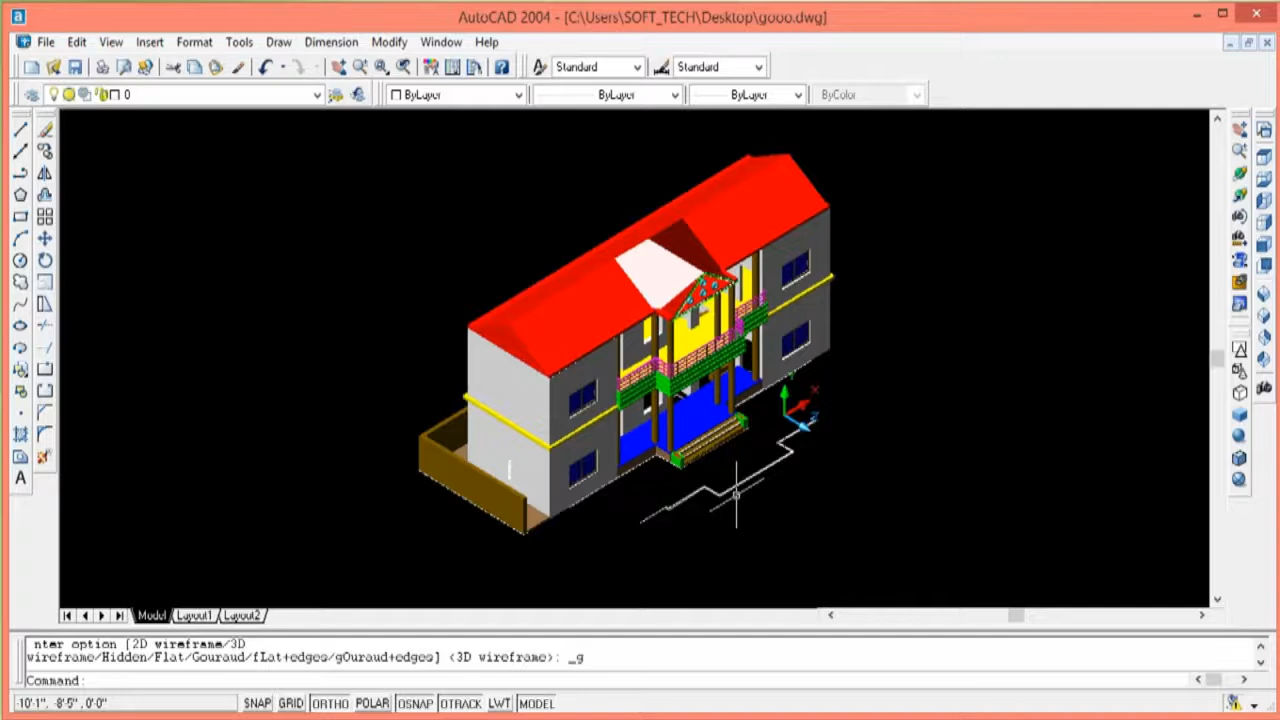 AutoCAD 2004 - [C:\Users\SOFT_TECH\Desktop\gooo.dwg]
File Edit View Insert Format Tools Draw Dimension Modify Window Help
Standard Standard
0 ByLayer ByLayer ByLayer ByColor
A
Model Layout1 Layout2
nter option [2D wireframe/3D
wireframe/Hidden/Flat/Gouraud/fLat+edges/gOuraud+edges] <3D wireframe>: _g
Command:
-10'1", -8'5", 0'0" SNAP GRID ORTHO POLAR OSNAP OTRACK LWT MODEL